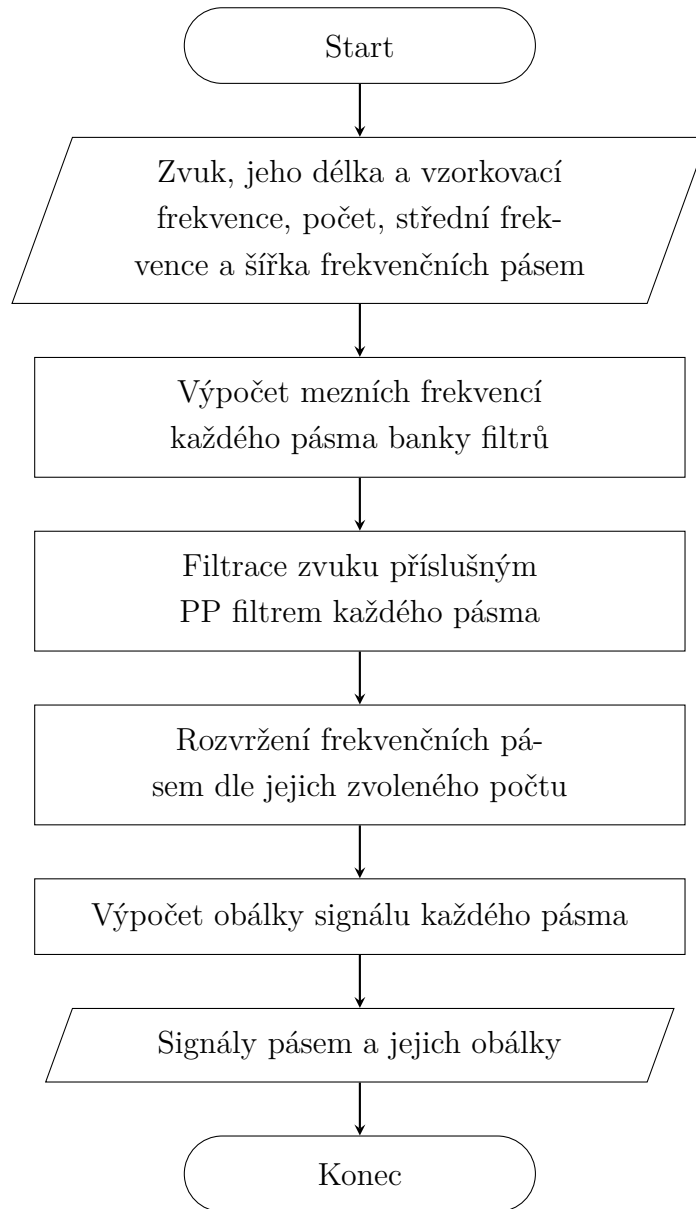 Start
Zvuk, jeho délka a vzorkovací
frekvence, počet, střední frek-
vence a šířka frekvenčních pásem
Výpočet mezních frekvencí
každého pásma banky filtrů
Filtrace zvuku příslušným
PP filtrem každého pásma
Rozvržení frekvenčních pá-
sem dle jejich zvoleného počtu
Výpočet obálky signálu každého pásma
Signály pásem a jejich obálky
Konec